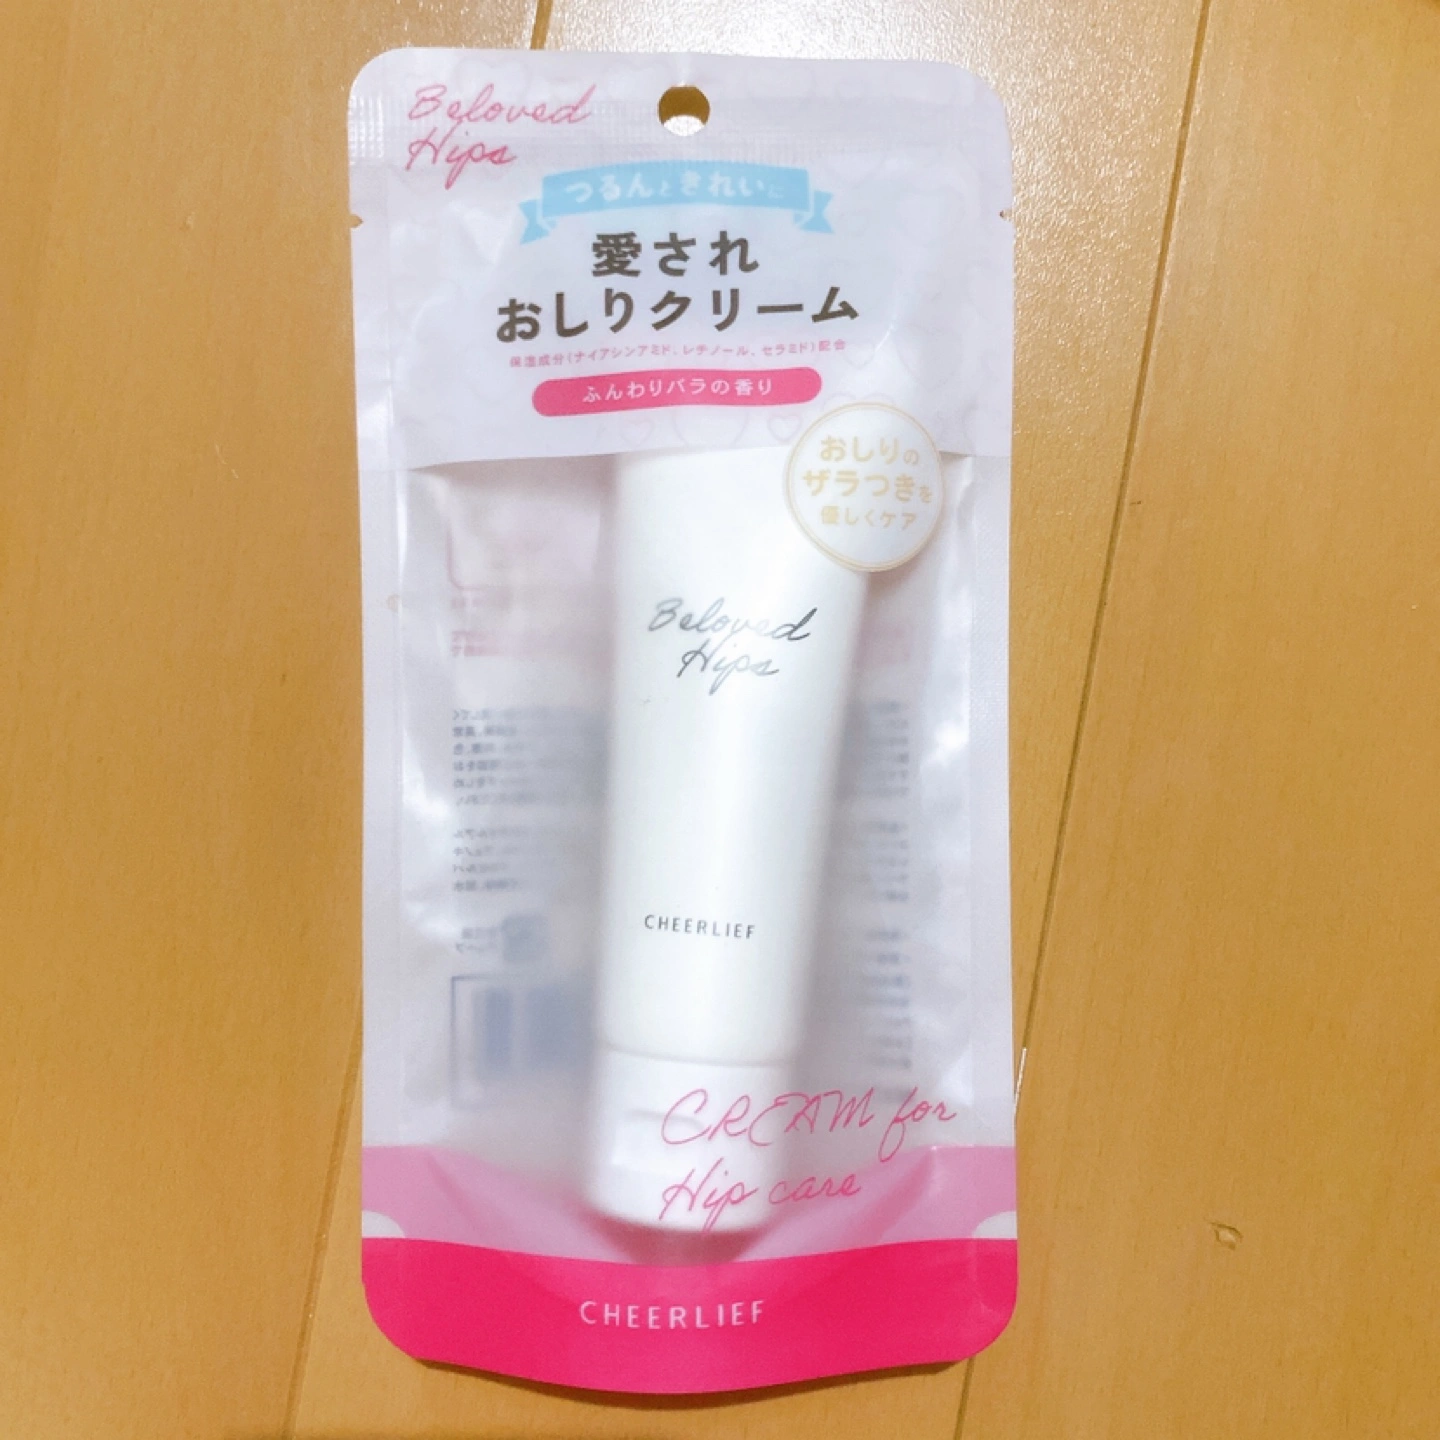 Beloved
Hips
つるんときれいに
愛され
おしりクリーム
保湿成分(ナイアシンアミド、レチノール、セラミド)配合
ふんわりバラの香り
おしりの
ザラつきを
優しくケア
Beloved
Hips
CHEERLIEF
CREAM for
Hip care
CHEERLIEF